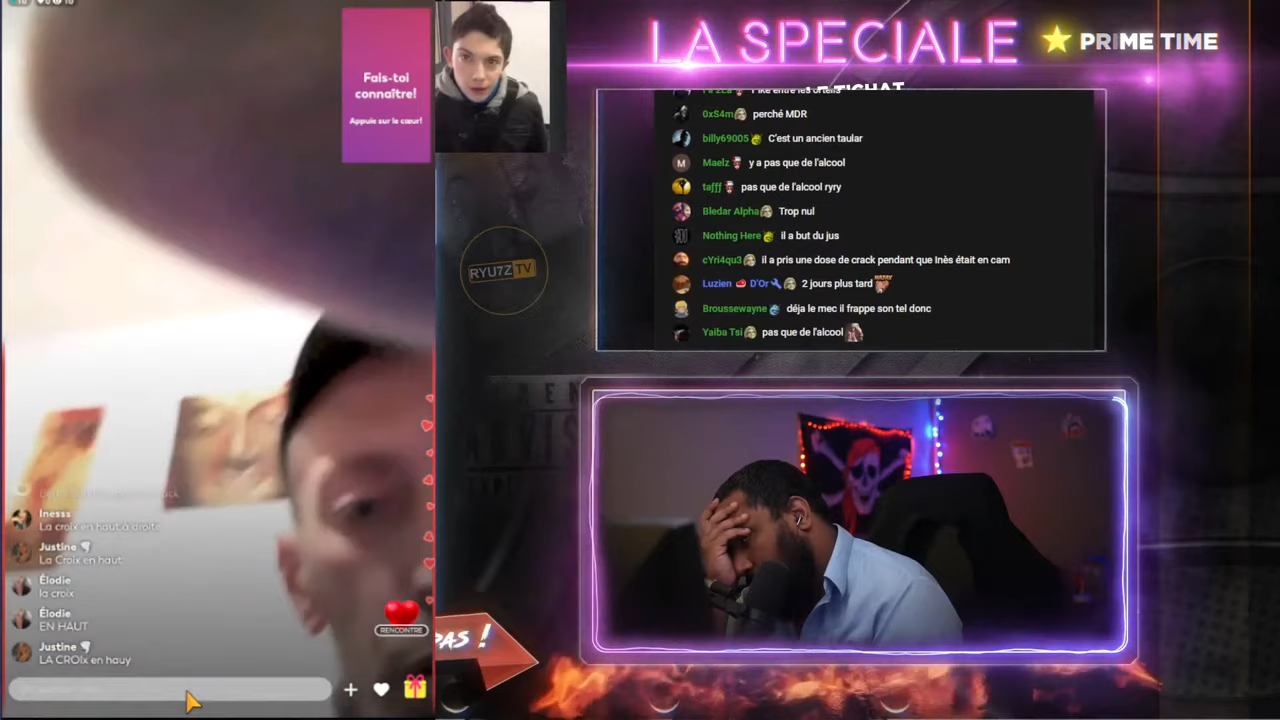 Fais-toi
connaître!
Appuie sur le cœur!
Inesss
La croix en haut à droite
Justine
La Croix en haut
Élodie
la croix
Élodie
EN HAUT
Justine
LA CROIx en hauy
RENCONTRE
LA SPECIALE
PRIME TIME
0xS4m perché MDR
billy69005 C'est un ancien taular
Maelz y a pas que de l'alcool
tafff pas que de l'alcool ryry
Bledar Alpha Trop nul
Nothing Here il a but du jus
cYri4qu3 il a pris une dose de crack pendant que Inès était en cam
Luzien D'Or 2 jours plus tard
Broussewayne déja le mec il frappe son tel donc
Yaiba Tsi pas que de l'alcool
RYU7Z TV
PAS !